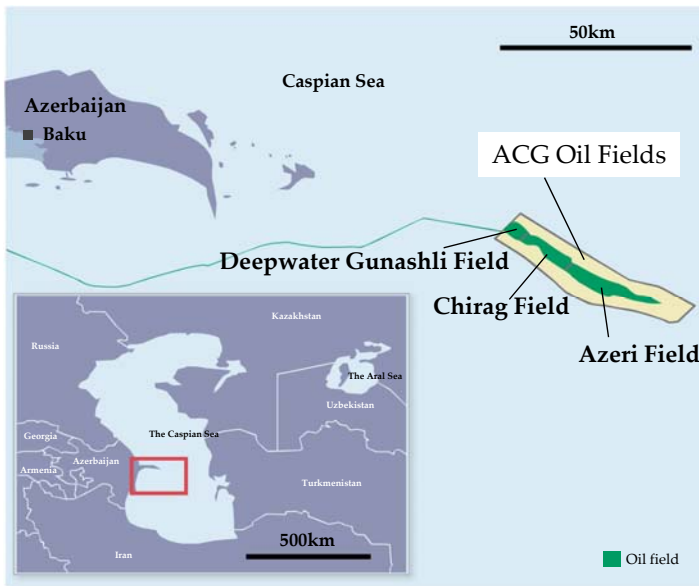 50km
Caspian Sea
Azerbaijan
Baku
ACG Oil Fields
Deepwater Gunashli Field
Chirag Field
Azeri Field
Kazakhstan
Russia
The Aral Sea
Uzbekistan
The Caspian Sea
Georgia
Azerbaijan
Armenia
Turkmenistan
Iran
500km
Oil field